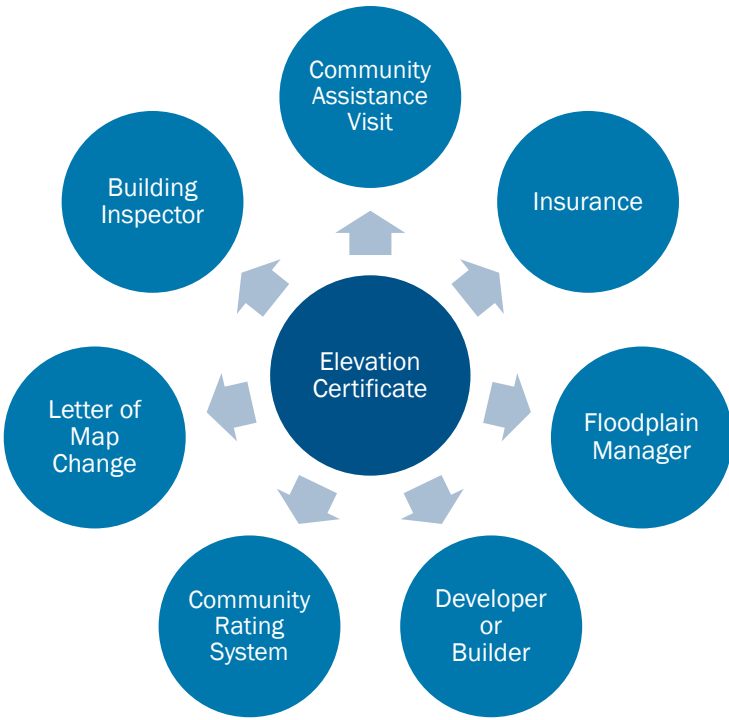 Community
Assistance
Visit
Building
Inspector
Insurance
Elevation
Certificate
Letter of
Map
Change
Floodplain
Manager
Community
Rating
System
Developer
or
Builder